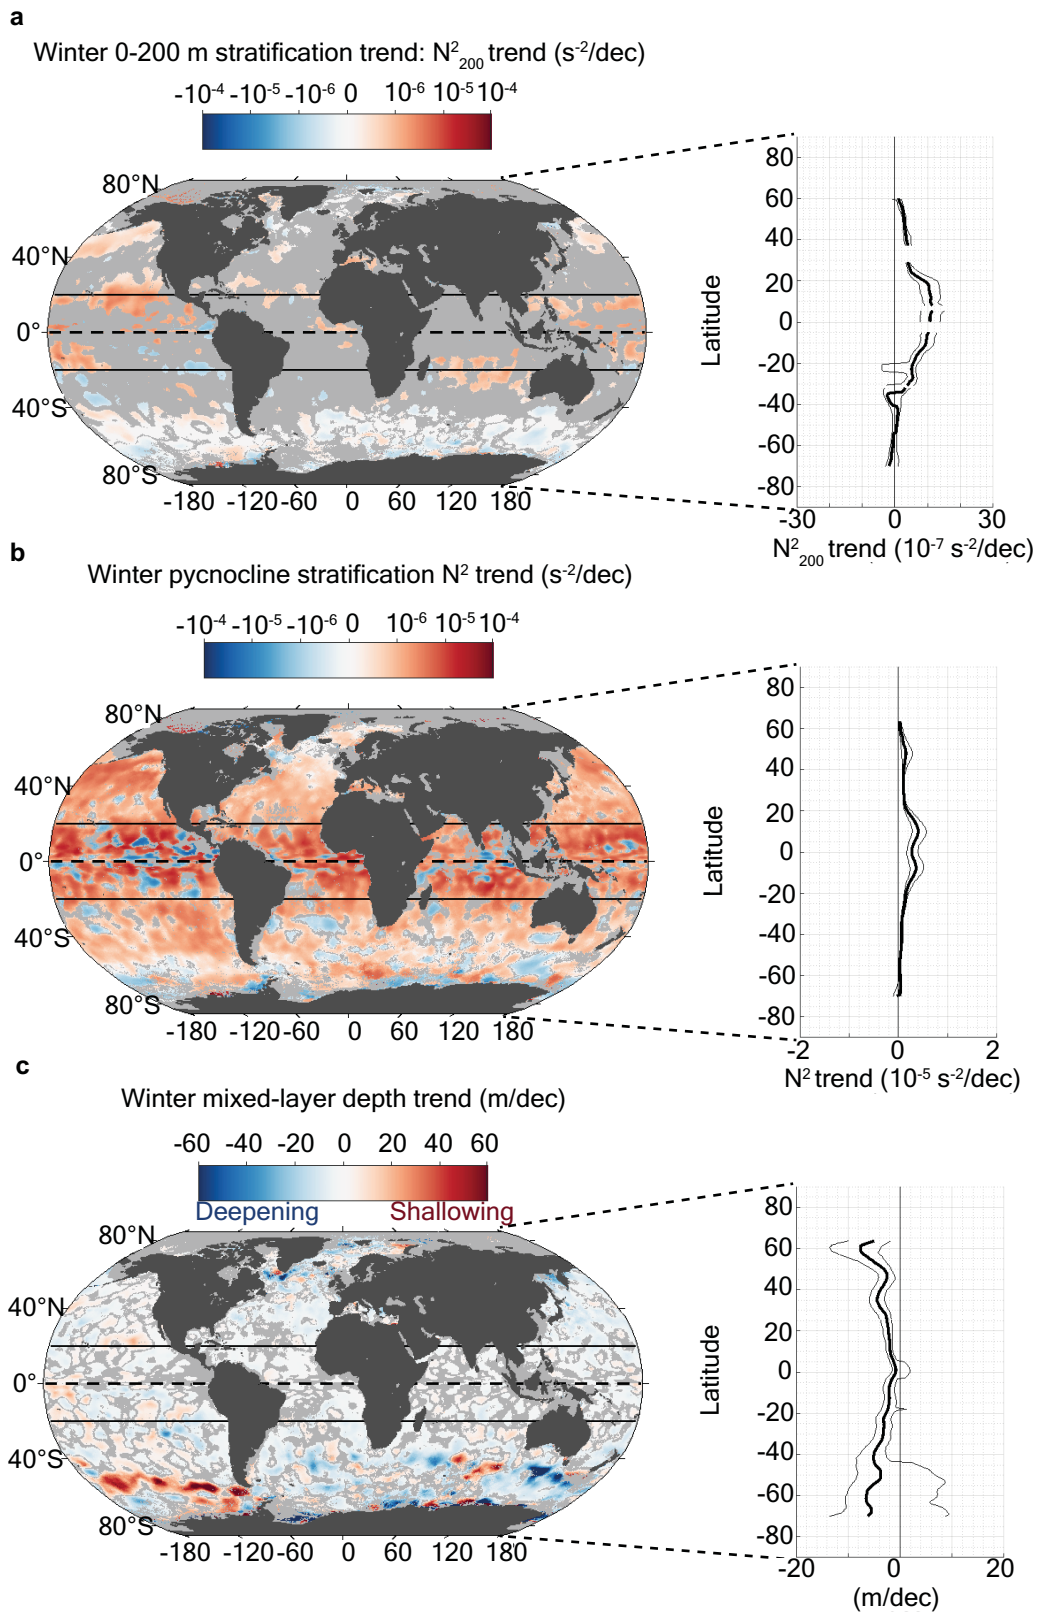 a
Winter 0-200 m stratification trend: N²₂₀₀ trend (s⁻²/dec)
-10⁻⁴ -10⁻⁵ -10⁻⁶ 0 10⁻⁶ 10⁻⁵ 10⁻⁴
80°N
40°N
0°
40°S
80°S
-180 -120 -60 0 60 120 180
Latitude
80
60
40
20
0
-20
-40
-60
-80
-30 0 30
N²₂₀₀ trend (10⁻⁷ s⁻²/dec)
b
Winter pycnocline stratification N² trend (s⁻²/dec)
-10⁻⁴ -10⁻⁵ -10⁻⁶ 0 10⁻⁶ 10⁻⁵ 10⁻⁴
80°N
40°N
0°
40°S
80°S
-180 -120 -60 0 60 120 180
Latitude
80
60
40
20
0
-20
-40
-60
-80
-2 0 2
N² trend (10⁻⁵ s⁻²/dec)
c
Winter mixed-layer depth trend (m/dec)
-60 -40 -20 0 20 40 60
Deepening Shallowing
80°N
40°N
0°
40°S
80°S
-180 -120 -60 0 60 120 180
Latitude
80
60
40
20
0
-20
-40
-60
-80
-20 0 20
(m/dec)